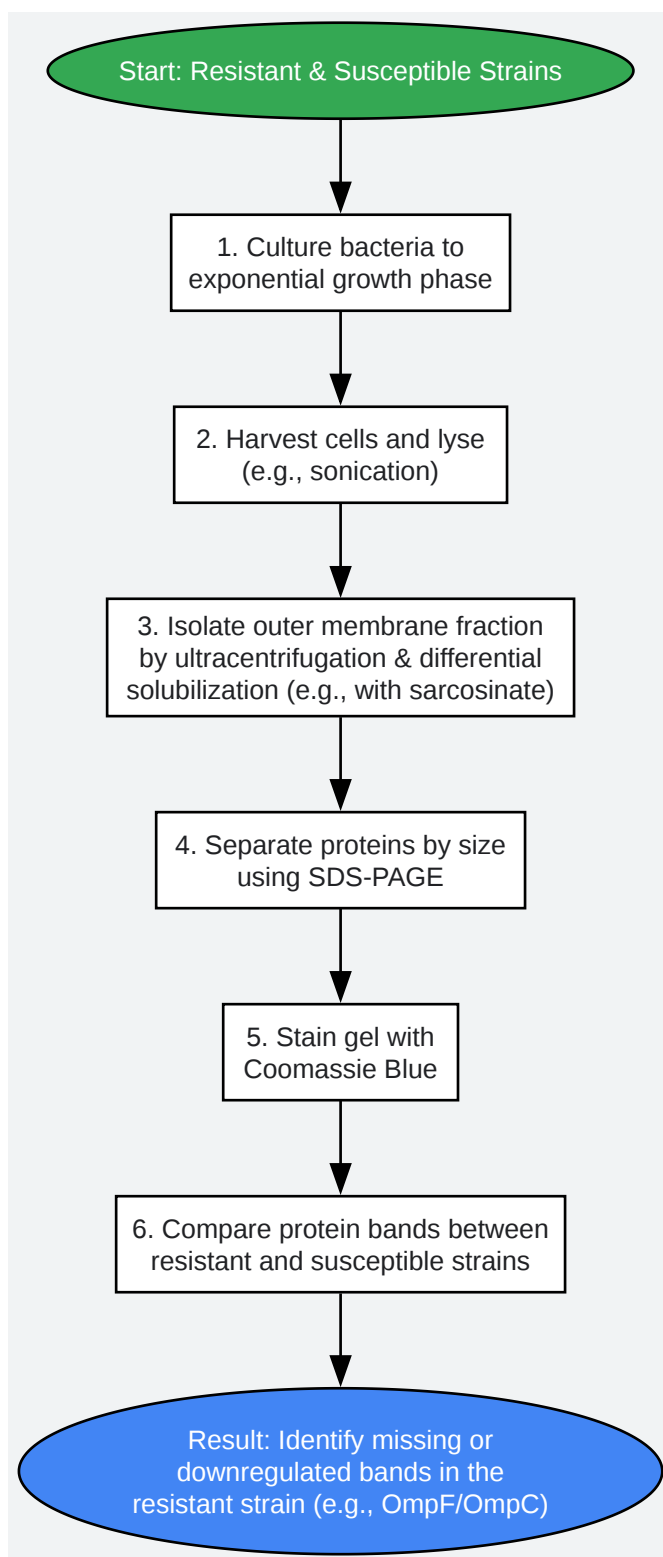 Start: Resistant & Susceptible Strains
1. Culture bacteria to
exponential growth phase
2. Harvest cells and lyse
(e.g., sonication)
3. Isolate outer membrane fraction
by ultracentrifugation & differential
solubilization (e.g., with sarcosinate)
4. Separate proteins by size
using SDS-PAGE
5. Stain gel with
Coomassie Blue
6. Compare protein bands between
resistant and susceptible strains
Result: Identify missing or
downregulated bands in the
resistant strain (e.g., OmpF/OmpC)